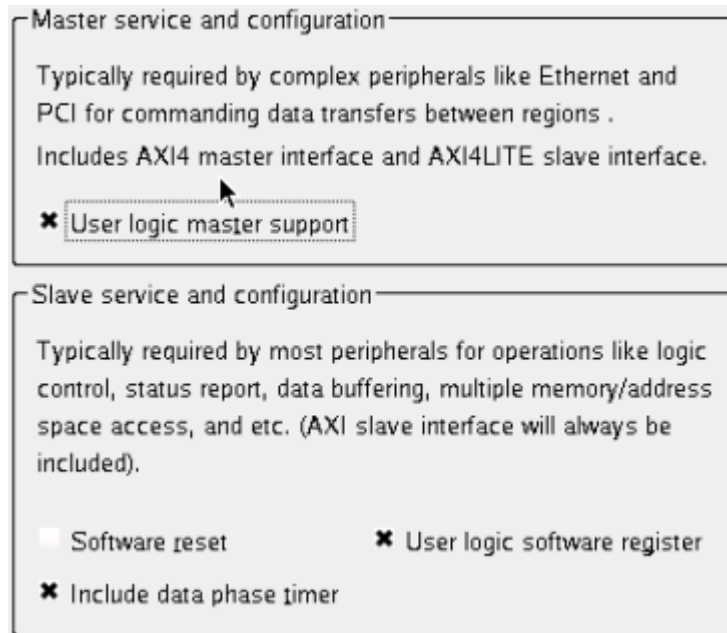 Master service and configuration
Typically required by complex peripherals like Ethernet and
PCI for commanding data transfers between regions .
Includes AXI4 master interface and AXI4LITE slave interface.
User logic master support
Slave service and configuration
Typically required by most peripherals for operations like logic
control, status report, data buffering, multiple memory/address
space access, and etc. (AXI slave interface will always be
included).
Software reset User logic software register
Include data phase timer